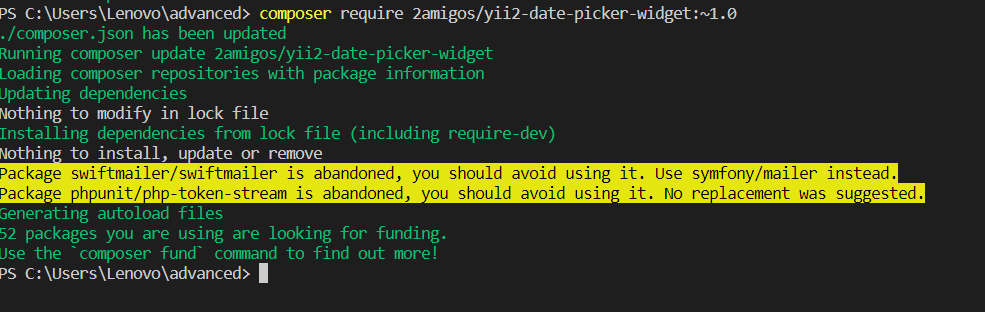 PS C:\Users\Lenovo\advanced> composer require 2amigos/yii2-date-picker-widget:~1.0
./composer.json has been updated
Running composer update 2amigos/yii2-date-picker-widget
Loading composer repositories with package information
Updating dependencies
Nothing to modify in lock file
Installing dependencies from lock file (including require-dev)
Nothing to install, update or remove
Package swiftmailer/swiftmailer is abandoned, you should avoid using it. Use symfony/mailer instead.
Package phpunit/php-token-stream is abandoned, you should avoid using it. No replacement was suggested.
Generating autoload files
52 packages you are using are looking for funding.
Use the `composer fund` command to find out more!
PS C:\Users\Lenovo\advanced>